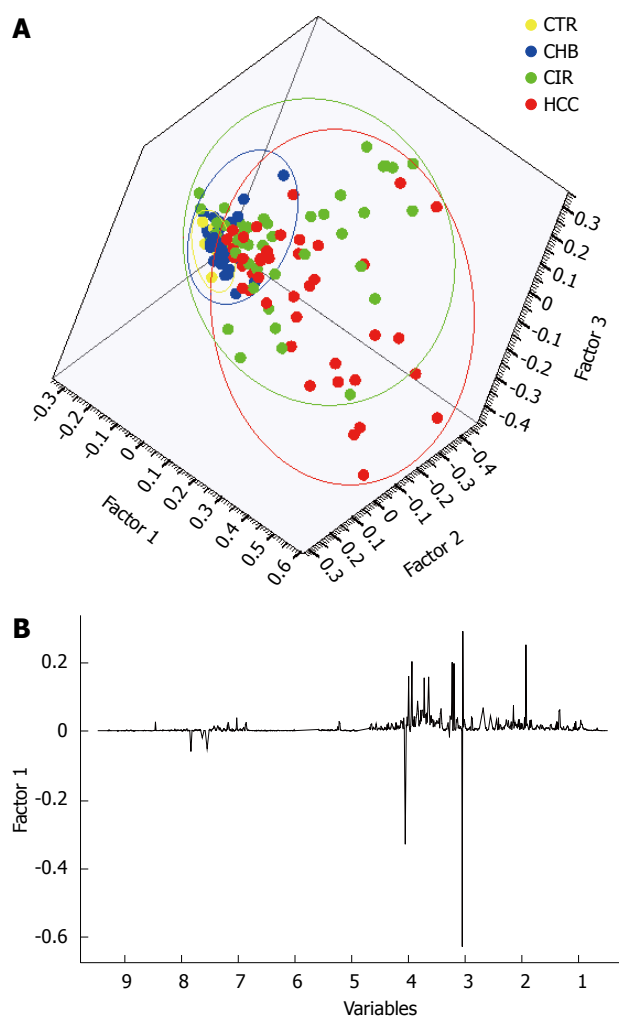 A
CTR
CHB
CIR
HCC
0.3
0.2
0.1
0
-0.1
-0.2
-0.3
-0.4
Factor 3
-0.3
-0.2
-0.1
0
0.1
0.2
0.3
0.4
0.5
0.6
Factor 1
0.3
0.2
0.1
0
-0.1
-0.2
-0.3
-0.4
Factor 2
B
0.2
0
-0.2
-0.4
-0.6
Factor 1
9 8 7 6 5 4 3 2 1
Variables